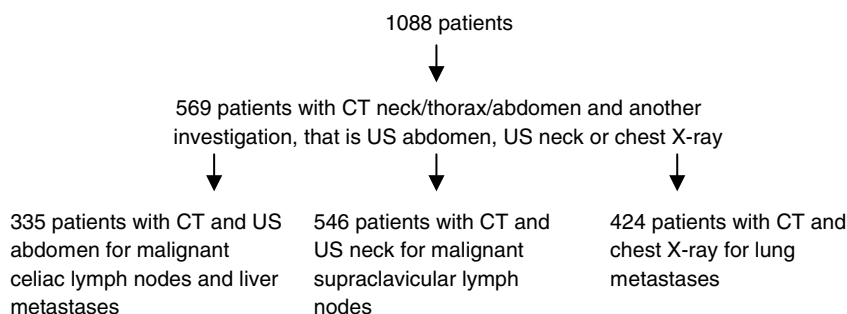 1088 patients
569 patients with CT neck/thorax/abdomen and another
investigation, that is US abdomen, US neck or chest X-ray
335 patients with CT and US
abdomen for malignant
celiac lymph nodes and liver
metastases
546 patients with CT and
US neck for malignant
supraclavicular lymph
nodes
424 patients with CT and
chest X-ray for lung
metastases